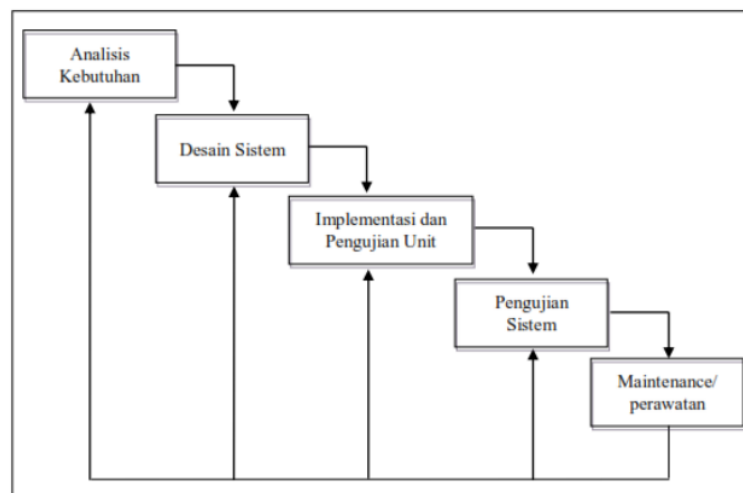 Analisis
Kebutuhan
Desain Sistem
Implementasi dan
Pengujian Unit
Pengujian
Sistem
Maintenance/
perawatan